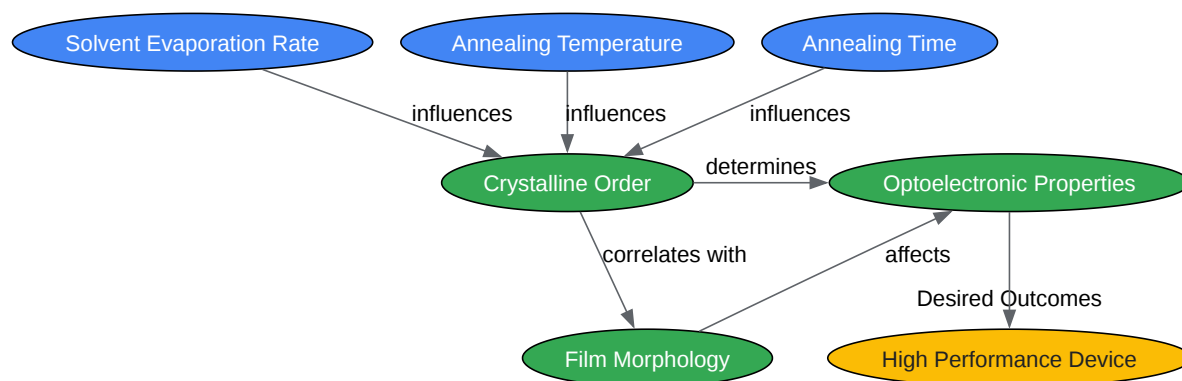 Solvent Evaporation Rate
Annealing Temperature
Annealing Time
influences
influences
influences
Crystalline Order
determines
Optoelectronic Properties
correlates with
affects
Desired Outcomes
Film Morphology
High Performance Device